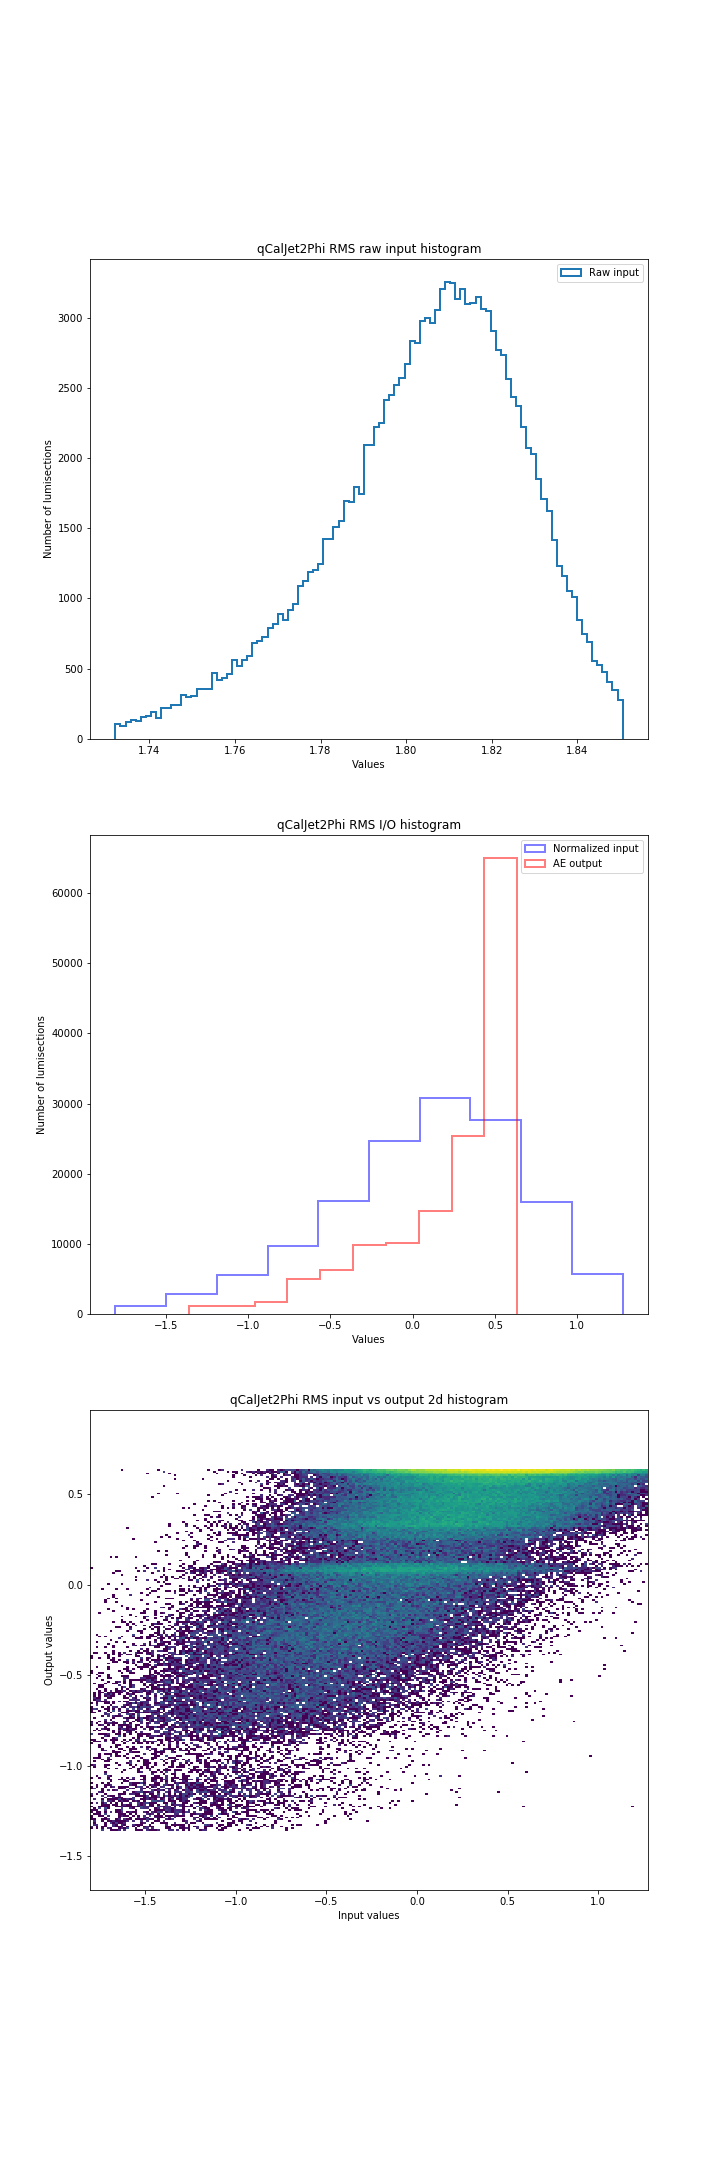 qCalJet2Phi RMS raw input histogram
Raw input
3000
2500
2000
1500
1000
500
0
Number of lumisections
1.74 1.76 1.78 1.80 1.82 1.84
Values
qCalJet2Phi RMS I/O histogram
Normalized input
AE output
60000
50000
40000
30000
20000
10000
0
Number of lumisections
−1.5 −1.0 −0.5 0.0 0.5 1.0
Values
qCalJet2Phi RMS input vs output 2d histogram
0.5
0.0
−0.5
−1.0
−1.5
Output values
−1.5 −1.0 −0.5 0.0 0.5 1.0
Input values